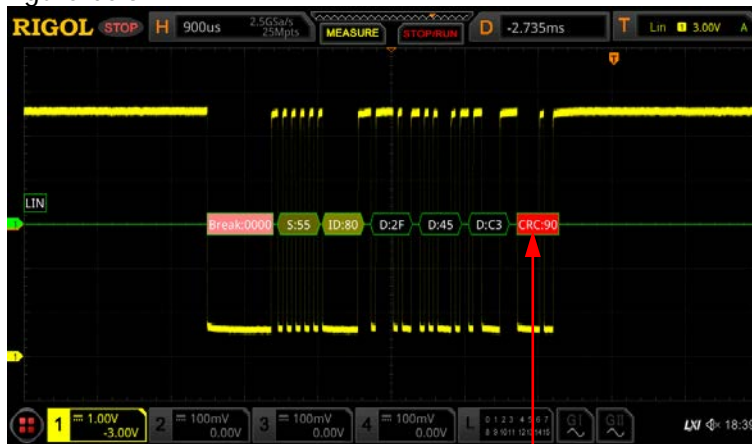 RIGOL STOP H 900us 2.5GSa/s 25Mpts MEASURE STOP/RUN D -2.735ms T Lin 1 3.00V A
T
LIN
Break:0000 S:55 ID:80 D:2F D:45 D:C3 CRC:90
1
1
1 1.00V -3.00V 2 100mV 0.00V 3 100mV 0.00V 4 100mV 0.00V L 0 1 2 3 4 5 6 7 8 9 10 11 12 13 14 15 GI GII LXI 18:39